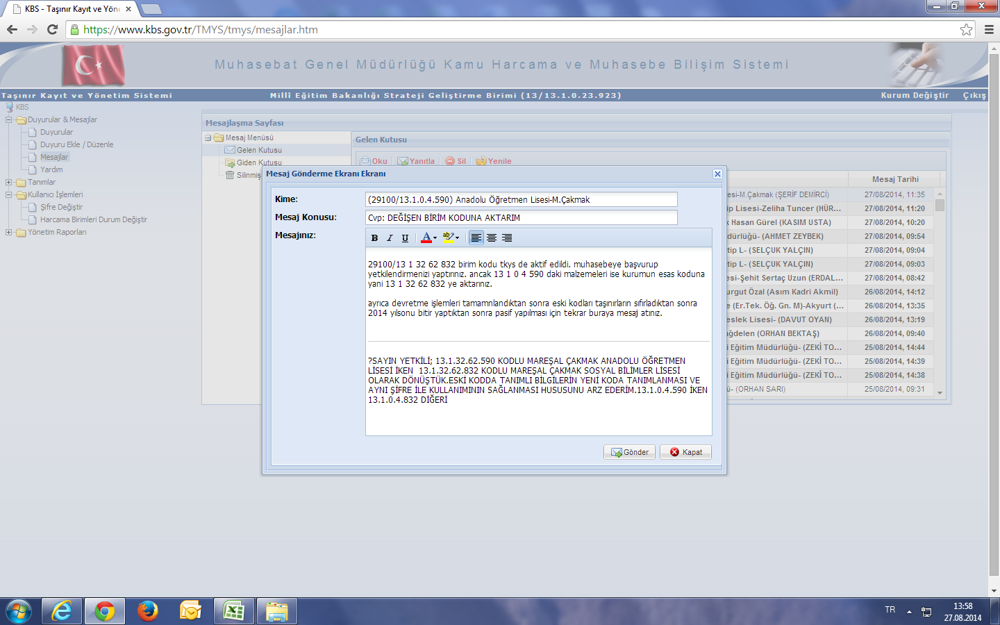 KBS - Taşınır Kayıt ve Yön
https://www.kbs.gov.tr/TMYS/tmys/mesajlar.htm
Muhasebat Genel Müdürlüğü Kamu Harcama ve Muhasebe Bilişim Sistemi
Taşınır Kayıt ve Yönetim Sistemi
Millî Eğitim Bakanlığı Strateji Geliştirme Birimi (13/13.1.0.23.923)
Kurum Değiştir
Çıkış
KBS
Duyurular & Mesajlar
Duyurular
Duyuru Ekle / Düzenle
Mesajlar
Yardım
Tanımlar
Kullanıcı İşlemleri
Şifre Değiştir
Harcama Birimleri Durum Değiştir
Yönetim Raporları
Mesajlaşma Sayfası
Mesaj Menüsü
Gelen Kutusu
Giden Kutusu
Silinmiş
Gelen Kutusu
Oku
Yanıtla
Sil
Yenile
Mesaj Tarihi
esi-M.Çakmak (ŞERİF DEMİRCİ) 27/08/2014, 11:35
ip Lisesi-Zeliha Tuncer (HÜR... 27/08/2014, 11:20
k Hasan Gürel (KASIM USTA) 27/08/2014, 10:20
dürlüğü- (AHMET ZEYBEK) 27/08/2014, 09:54
tip L- (SELÇUK YALÇIN) 27/08/2014, 09:04
tip L- (SELÇUK YALÇIN) 27/08/2014, 09:03
esi-Şehit Sertaç Uzun (ERDAL... 27/08/2014, 08:42
urgut Özal (Asım Kadri Akmil) 26/08/2014, 14:12
e (Er.Tek. Öğ. Gn. M)-Akyurt (... 26/08/2014, 13:35
eslek Lisesi- (DAVUT OYAN) 26/08/2014, 13:19
ığdelen (ORHAN BEKTAŞ) 26/08/2014, 09:40
i Eğitim Müdürlüğü- (ZEKİ TO... 25/08/2014, 14:44
i Eğitim Müdürlüğü- (ZEKİ TO... 25/08/2014, 14:39
i Eğitim Müdürlüğü- (ZEKİ TO... 25/08/2014, 14:38
ü- (ORHAN SARI) 25/08/2014, 09:31
Mesaj Gönderme Ekranı Ekranı
Kime: (29100/13.1.0.4.590) Anadolu Öğretmen Lisesi-M.Çakmak
Mesaj Konusu: Cvp: DEĞİŞEN BİRİM KODUNA AKTARIM
Mesajınız:
B I U A ab
29100/13 1 32 62 832 birim kodu tkys de aktif edildi. muhasebeye başvurup
yetkilendirmenizi yaptırınız. ancak 13 1 0 4 590 daki malzemeleri ise kurumun esas koduna
yani 13 1 32 62 832 ye aktarınız.
ayrıca devretme işlemleri tamamnlandıktan sonra eski kodları taşınırların sıfırladıktan sonra
2014 yılsonu bitir yaptıktan sonra pasif yapılması için tekrar buraya mesaj atınız.
?SAYIN YETKİLİ; 13.1.32.62.590 KODLU MAREŞAL ÇAKMAK ANADOLU ÖĞRETMEN
LİSESİ İKEN 13.1.32.62.832 KODLU MAREŞAL ÇAKMAK SOSYAL BİLİMLER LİSESİ
OLARAK DÖNÜŞTÜK.ESKİ KODDA TANIMLI BİLGİLERİN YENİ KODA TANIMLANMASI VE
AYNI ŞİFRE İLE KULLANIMININ SAĞLANMASI HUSUSUNU ARZ EDERİM.13.1.0.4.590 İKEN
13.1.0.4.832 DİĞERİ
Gönder
Kapat
TR
13:58
27.08.2014